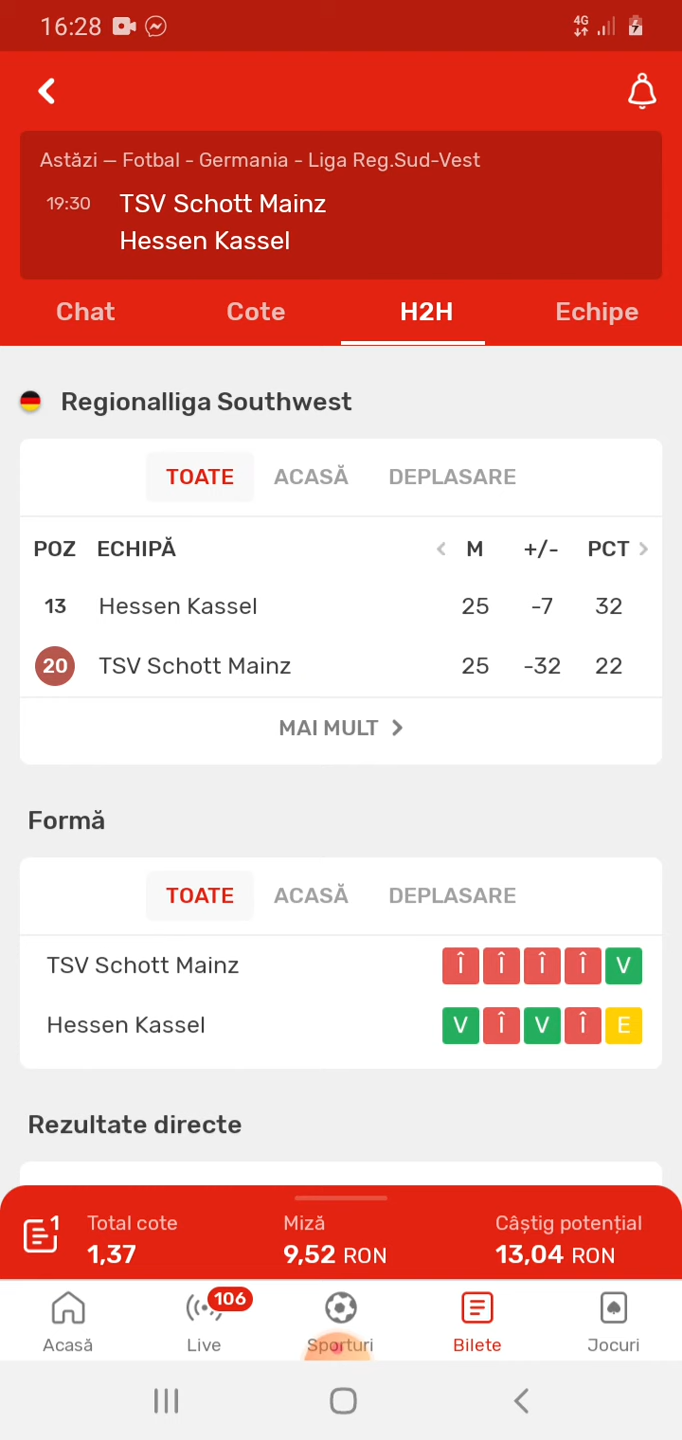 16:28
4G
Astăzi — Fotbal - Germania - Liga Reg.Sud-Vest
19:30 TSV Schott Mainz
Hessen Kassel
Chat Cote H2H Echipe
Regionalliga Southwest
TOATE ACASĂ DEPLASARE
POZ ECHIPĂ M +/- PCT
13 Hessen Kassel 25 -7 32
20 TSV Schott Mainz 25 -32 22
MAI MULT
Formă
TOATE ACASĂ DEPLASARE
TSV Schott Mainz Î Î Î Î V
Hessen Kassel V Î V Î E
Rezultate directe
1 Total cote Miză Câștig potențial
1,37 9,52 RON 13,04 RON
106
Acasă Live Sporturi Bilete Jocuri